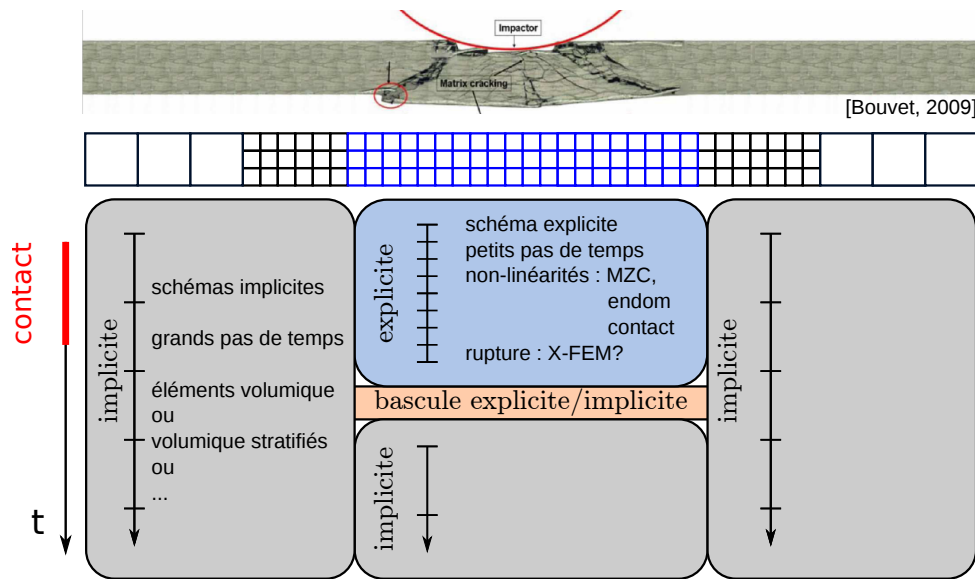 Impactor
Matrix cracking
[Bouvet, 2009]
contact
t
implicite
schémas implicites
grands pas de temps
éléments volumique
ou
volumique stratifiés
ou
...
explicite
schéma explicite
petits pas de temps
non-linéarités : MZC,
endom
contact
rupture : X-FEM?
bascule explicite/implicite
implicite
implicite